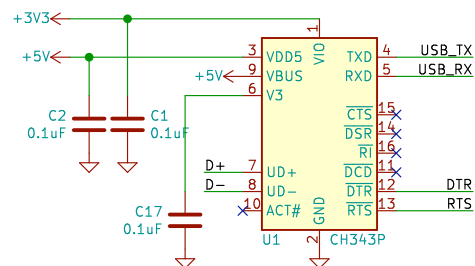 +3V3
1
+5V
3 VDD5 VIO TXD 4 USB_TX
+5V 9 VBUS RXD 5 USB_RX
6 V3
C2 C1 CTS 15
0.1uF 0.1uF DSR 14
RI 16
D+ 7 UD+ DCD 11
D- 8 UD- DTR 12 DTR
C17 10 ACT# GND RTS 13 RTS
0.1uF
U1 2 CH343P